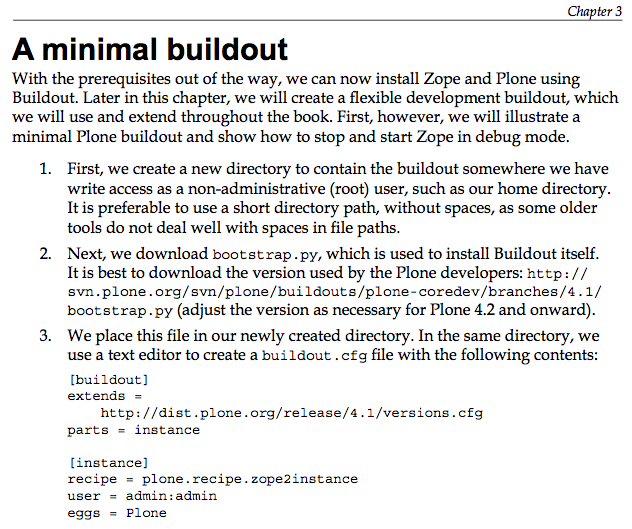 Chapter 3
A minimal buildout
With the prerequisites out of the way, we can now install Zope and Plone using
Buildout. Later in this chapter, we will create a flexible development buildout, which
we will use and extend throughout the book. First, however, we will illustrate a
minimal Plone buildout and show how to stop and start Zope in debug mode.
1. First, we create a new directory to contain the buildout somewhere we have
write access as a non-administrative (root) user, such as our home directory.
It is preferable to use a short directory path, without spaces, as some older
tools do not deal well with spaces in file paths.
2. Next, we download bootstrap.py, which is used to install Buildout itself.
It is best to download the version used by the Plone developers: http://
svn.plone.org/svn/plone/buildouts/plone-coredev/branches/4.1/
bootstrap.py (adjust the version as necessary for Plone 4.2 and onward).
3. We place this file in our newly created directory. In the same directory, we
use a text editor to create a buildout.cfg file with the following contents:
[buildout]
extends =
    http://dist.plone.org/release/4.1/versions.cfg
parts = instance

[instance]
recipe = plone.recipe.zope2instance
user = admin:admin
eggs = Plone